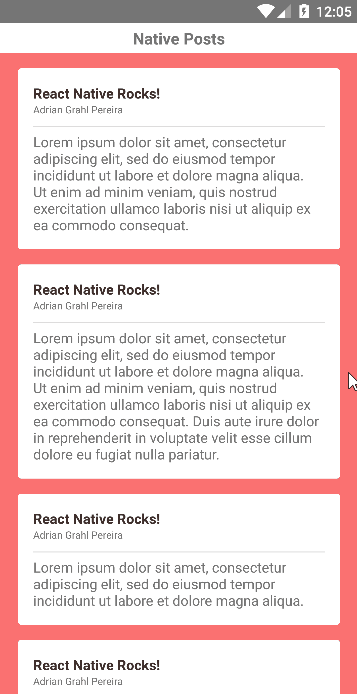 12:05
Native Posts
React Native Rocks!
Adrian Grahl Pereira
Lorem ipsum dolor sit amet, consectetur
adipiscing elit, sed do eiusmod tempor
incididunt ut labore et dolore magna aliqua.
Ut enim ad minim veniam, quis nostrud
exercitation ullamco laboris nisi ut aliquip ex
ea commodo consequat.
React Native Rocks!
Adrian Grahl Pereira
Lorem ipsum dolor sit amet, consectetur
adipiscing elit, sed do eiusmod tempor
incididunt ut labore et dolore magna aliqua.
Ut enim ad minim veniam, quis nostrud
exercitation ullamco laboris nisi ut aliquip ex
ea commodo consequat. Duis aute irure dolor
in reprehenderit in voluptate velit esse cillum
dolore eu fugiat nulla pariatur.
React Native Rocks!
Adrian Grahl Pereira
Lorem ipsum dolor sit amet, consectetur
adipiscing elit, sed do eiusmod tempor
incididunt ut labore et dolore magna aliqua.
React Native Rocks!
Adrian Grahl Pereira